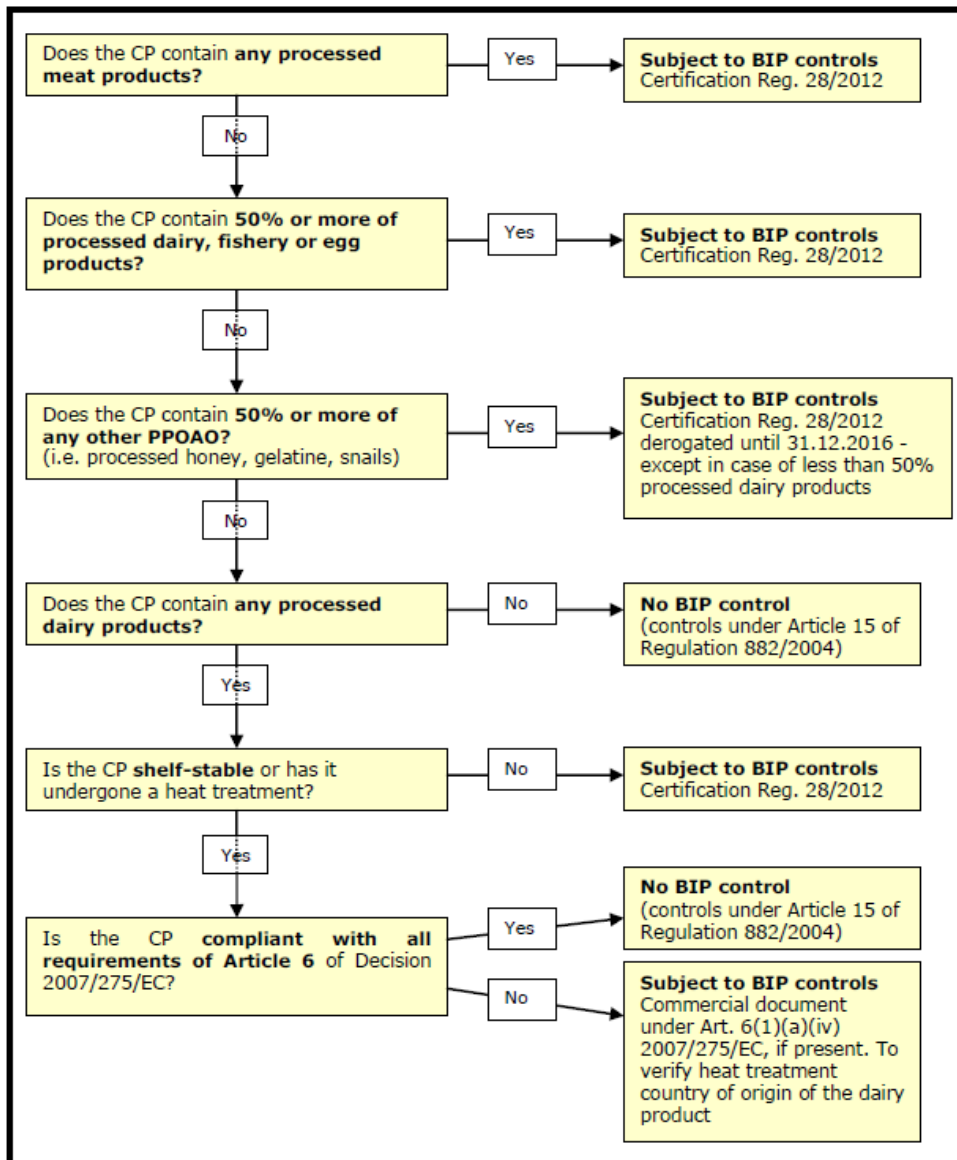 Does the CP contain any processed
meat products?
Yes
Subject to BIP controls
Certification Reg. 28/2012
No
Does the CP contain 50% or more of
processed dairy, fishery or egg
products?
Yes
Subject to BIP controls
Certification Reg. 28/2012
No
Does the CP contain 50% or more of
any other PPOAO?
(i.e. processed honey, gelatine, snails)
Yes
Subject to BIP controls
Certification Reg. 28/2012
derogated until 31.12.2016 -
except in case of less than 50%
processed dairy products
No
Does the CP contain any processed
dairy products?
No
No BIP control
(controls under Article 15 of
Regulation 882/2004)
Yes
Is the CP shelf-stable or has it
undergone a heat treatment?
No
Subject to BIP controls
Certification Reg. 28/2012
Yes
Is the CP compliant with all
requirements of Article 6 of Decision
2007/275/EC?
Yes
No BIP control
(controls under Article 15 of
Regulation 882/2004)
No
Subject to BIP controls
Commercial document
under Art. 6(1)(a)(iv)
2007/275/EC, if present. To
verify heat treatment
country of origin of the dairy
product